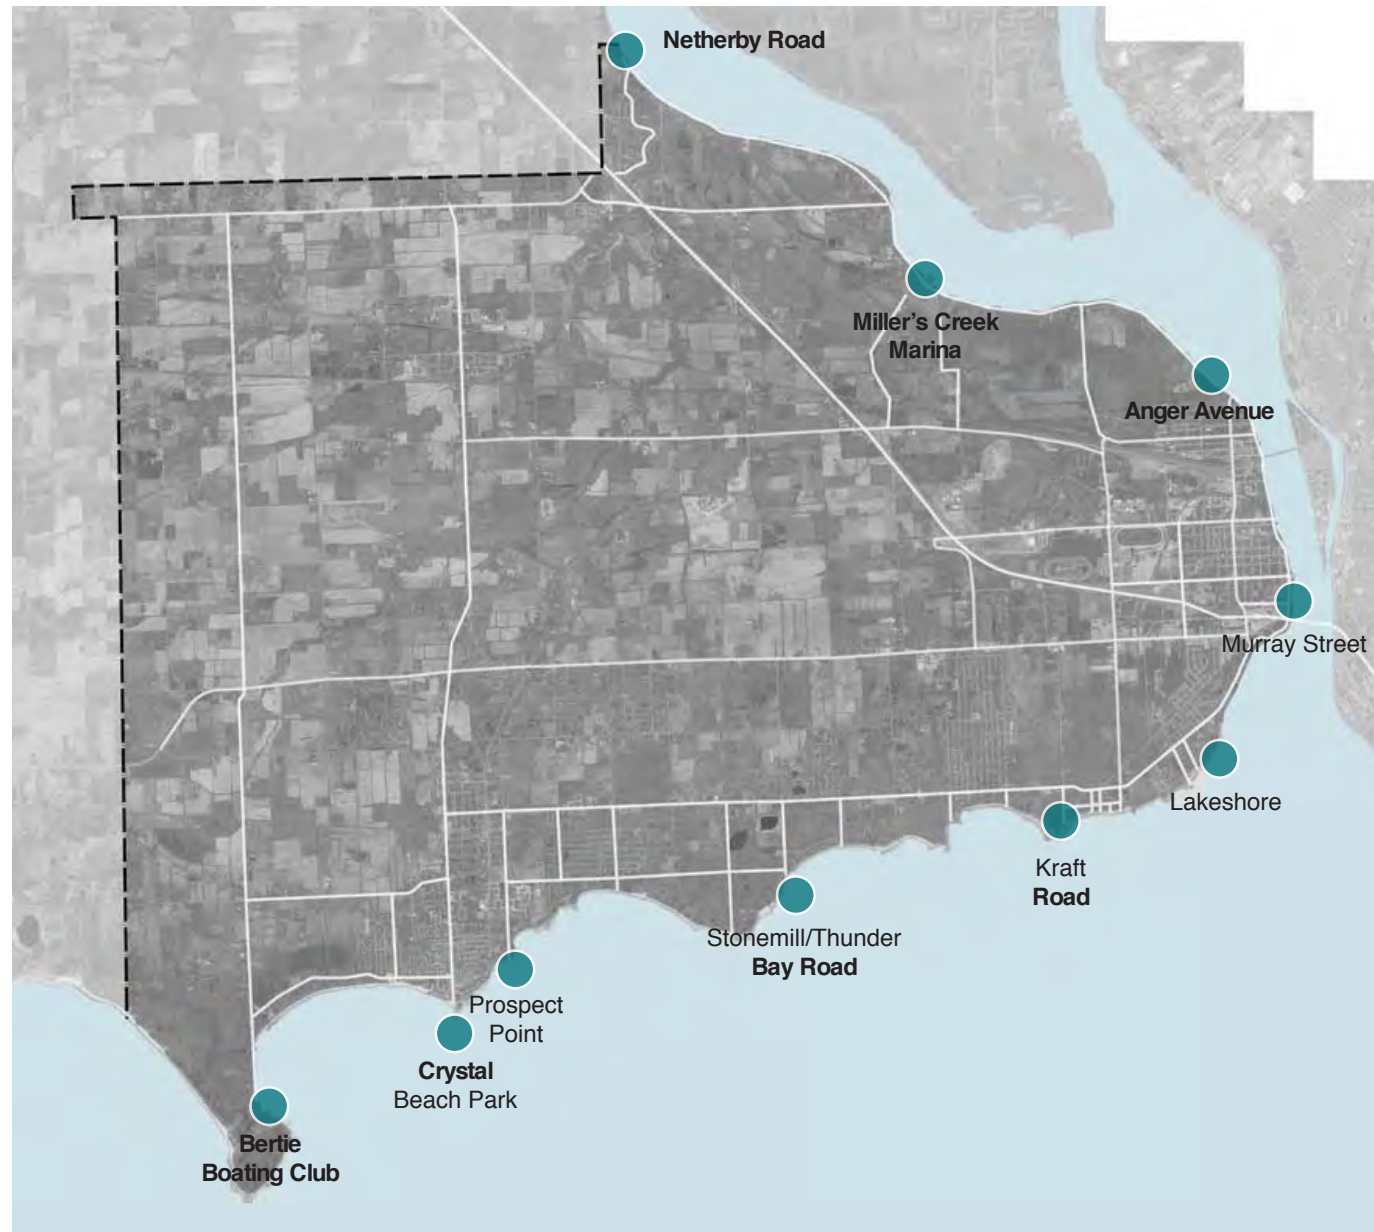 Netherby Road
Miller's Creek
Marina
Anger Avenue
Murray Street
Lakeshore
Kraft
Road
Stonemill/Thunder
Bay Road
Prospect
Point
Crystal
Beach Park
Bertie
Boating Club